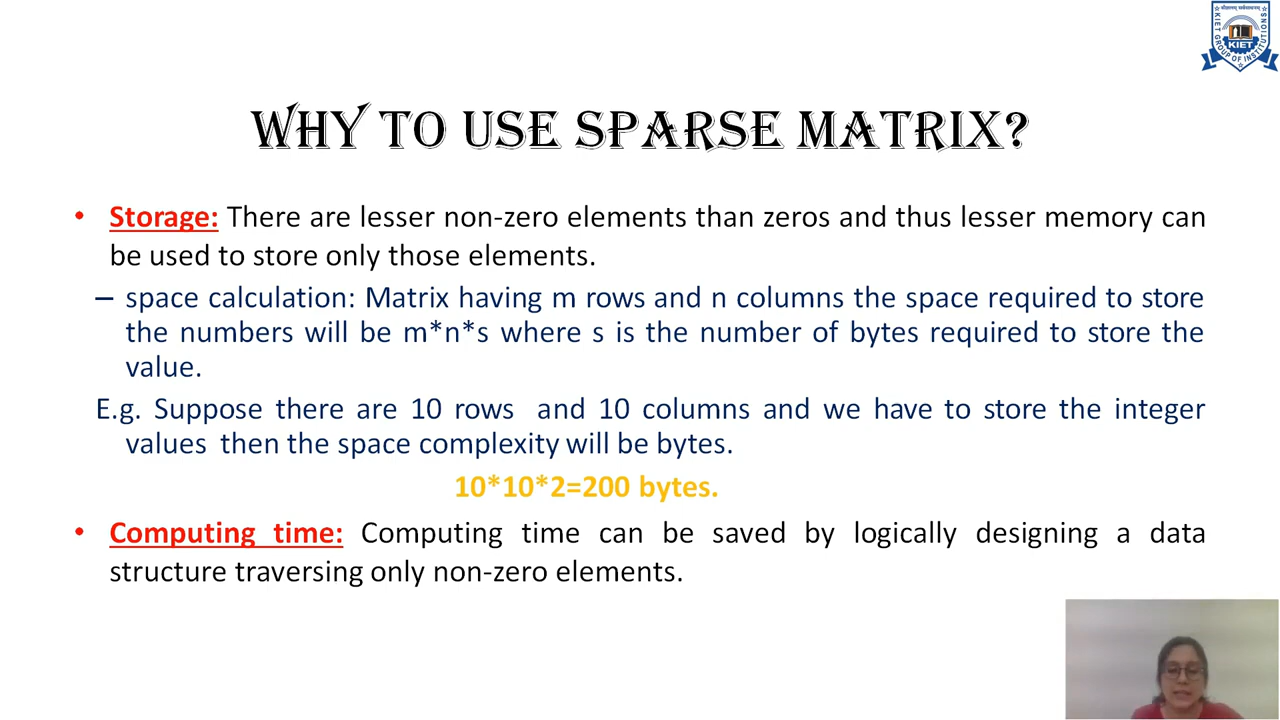 KIET GROUP OF INSTITUTIONS
KIET
WHY TO USE SPARSE MATRIX?
• Storage: There are lesser non-zero elements than zeros and thus lesser memory can
be used to store only those elements.
– space calculation: Matrix having m rows and n columns the space required to store
the numbers will be m*n*s where s is the number of bytes required to store the
value.
E.g. Suppose there are 10 rows and 10 columns and we have to store the integer
values then the space complexity will be bytes.
10*10*2=200 bytes.
• Computing time: Computing time can be saved by logically designing a data
structure traversing only non-zero elements.